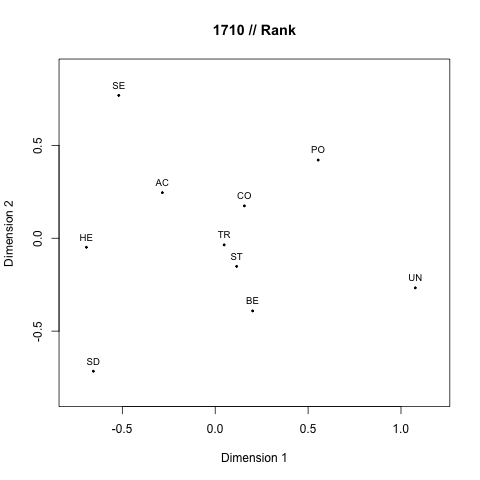 1710 // Rank
SE
PO
AC
CO
TR
HE
ST
UN
BE
SD
0.5
0.0
-0.5
Dimension 2
-0.5
0.0
0.5
1.0
Dimension 1